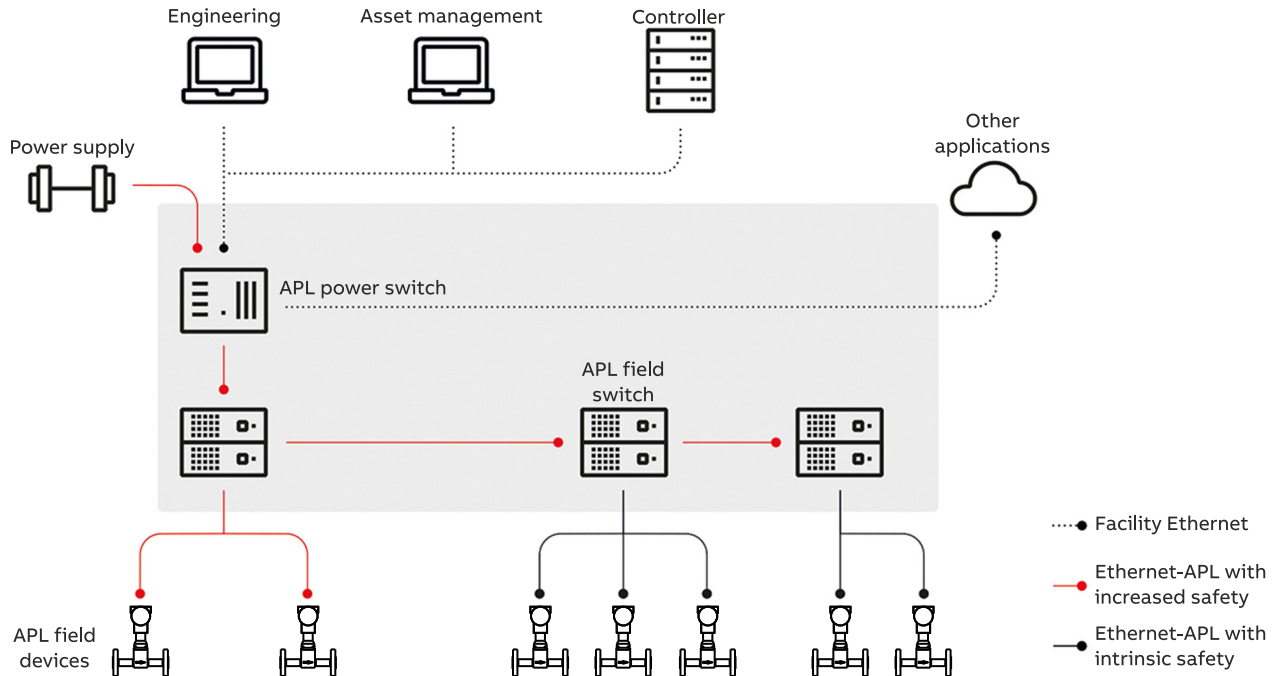 Engineering
Asset management
Controller
Power supply
Other
applications
APL power switch
APL field
switch
Facility Ethernet
Ethernet-APL with
increased safety
Ethernet-APL with
intrinsic safety
APL field
devices